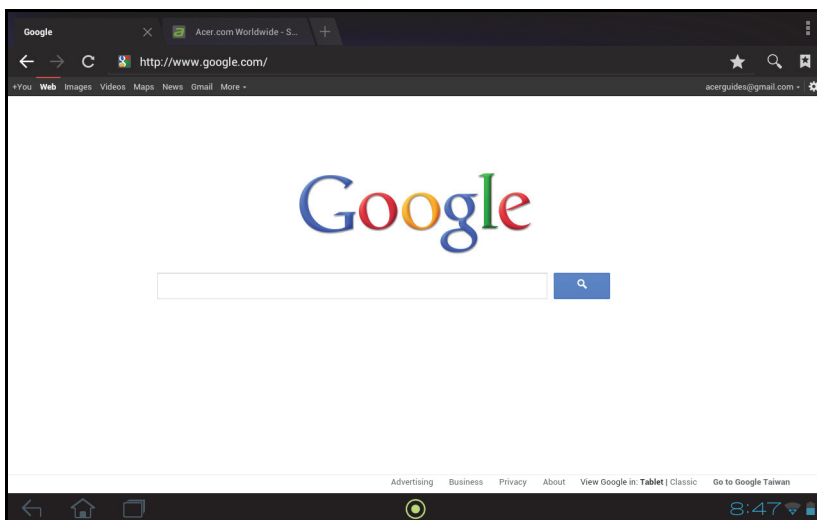 Google Acer.com Worldwide - S...
http://www.google.com/
+You Web Images Videos Maps News Gmail More acerguides@gmail.com
Google
Advertising Business Privacy About View Google in: Tablet | Classic Go to Google Taiwan
8:47